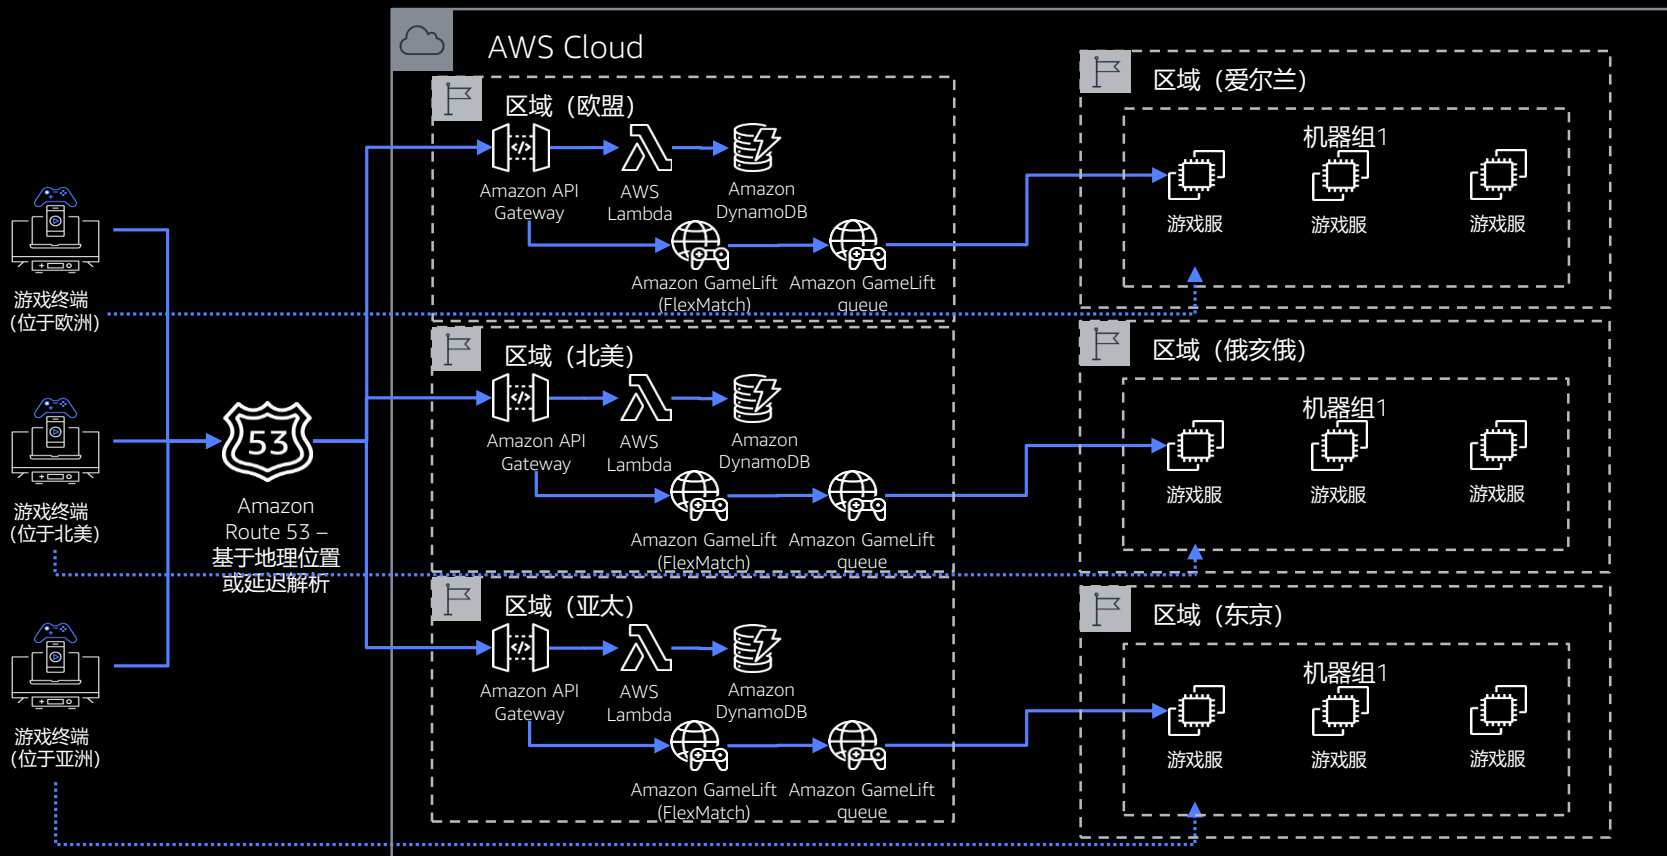 AWS Cloud
区域（欧盟）
Amazon API
Gateway
AWS
Lambda
Amazon
DynamoDB
Amazon GameLift
(FlexMatch)
Amazon GameLift
queue
区域（爱尔兰）
机器组1
游戏服
游戏服
游戏服
游戏终端
(位于欧洲)
区域（北美）
Amazon API
Gateway
AWS
Lambda
Amazon
DynamoDB
Amazon GameLift
(FlexMatch)
Amazon GameLift
queue
区域（俄亥俄）
机器组1
游戏服
游戏服
游戏服
游戏终端
(位于北美)
53
Amazon
Route 53 –
基于地理位置
或延迟解析
区域（亚太）
Amazon API
Gateway
AWS
Lambda
Amazon
DynamoDB
Amazon GameLift
(FlexMatch)
Amazon GameLift
queue
区域（东京）
机器组1
游戏服
游戏服
游戏服
游戏终端
(位于亚洲)